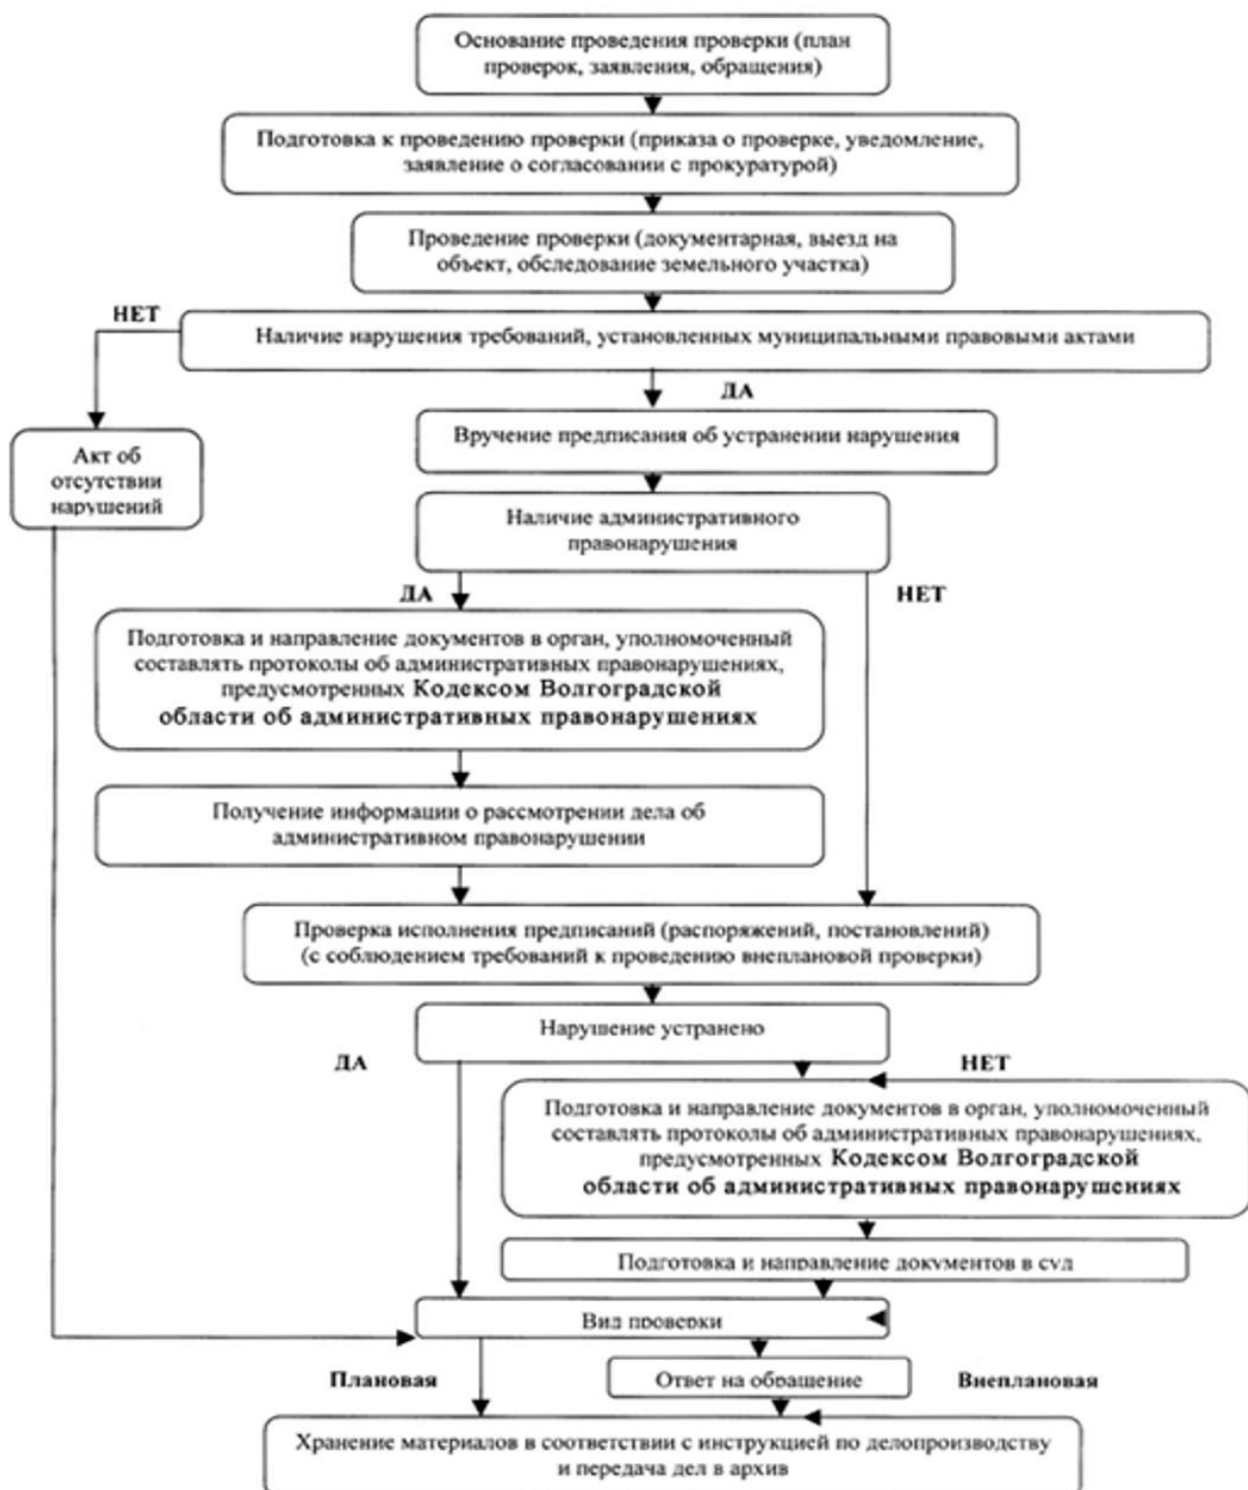 Основание проведения проверки (план
проверок, заявления, обращения)
Подготовка к проведению проверки (приказа о проверке, уведомление,
заявление о согласовании с прокуратурой)
Проведение проверки (документарная, выезд на
объект, обследование земельного участка)
НЕТ
Наличие нарушения требований, установленных муниципальными правовыми актами
ДА
Вручение предписания об устранении нарушения
Акт об
отсутствии
нарушений
Наличие административного
правонарушения
ДА
НЕТ
Подготовка и направление документов в орган, уполномоченный
составлять протоколы об административных правонарушениях,
предусмотренных Кодексом Волгоградской
области об административных правонарушениях
Получение информации о рассмотрении дела об
административном правонарушении
Проверка исполнения предписаний (распоряжений, постановлений)
(с соблюдением требований к проведению внеплановой проверки)
Нарушение устранено
ДА
НЕТ
Подготовка и направление документов в орган, уполномоченный
составлять протоколы об административных правонарушениях,
предусмотренных Кодексом Волгоградской
области об административных правонарушениях
Подготовка и направление документов в суд
Вид проверки
Плановая
Ответ на обращение
Внеплановая
Хранение материалов в соответствии с инструкцией по делопроизводству
и передача дел в архив